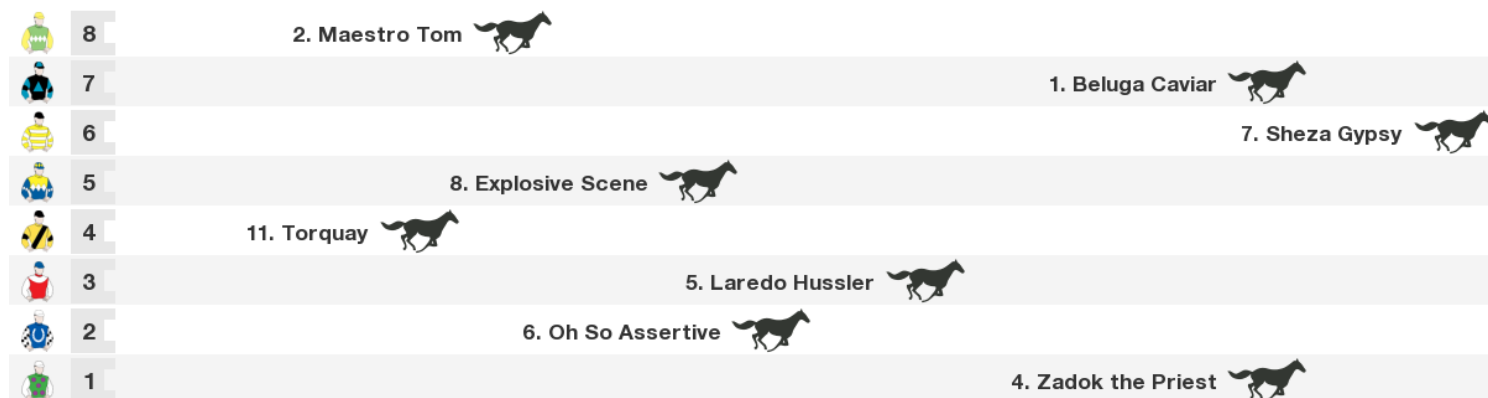 8 2. Maestro Tom
7 1. Beluga Caviar
6 7. Sheza Gypsy
5 8. Explosive Scene
4 11. Torquay
3 5. Laredo Hussler
2 6. Oh So Assertive
1 4. Zadok the Priest